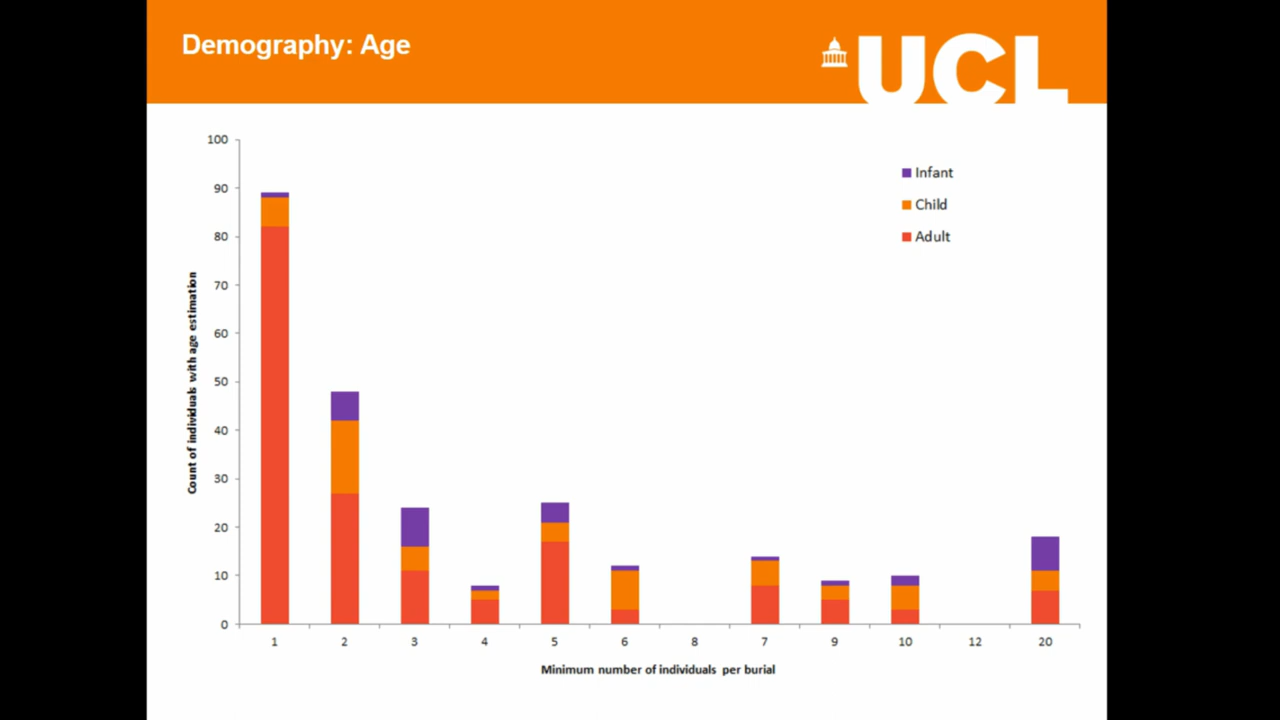 Demography: Age
UCL
100
90
80
70
60
50
40
30
20
10
0
Count of individuals with age estimation
Infant
Child
Adult
1 2 3 4 5 6 8 7 9 10 12 20
Minimum number of individuals per burial